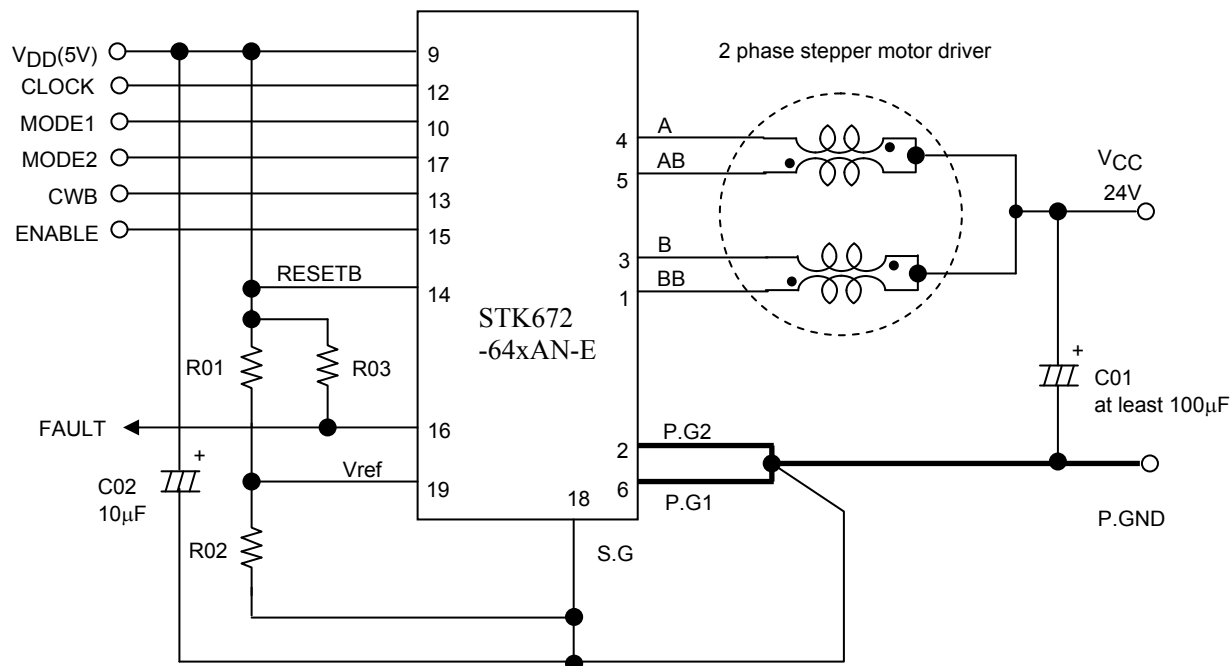 VDD(5V)
CLOCK
MODE1
MODE2
CWB
ENABLE
RESETB
R01
R03
FAULT
Vref
C02
10μF
+
R02
9
12
10
17
13
15
14
16
19
18
STK672
-64xAN-E
4
5
3
1
2
6
2 phase stepper motor driver
A
AB
B
BB
VCC
24V
+
C01
at least 100μF
P.G2
P.G1
P.GND
S.G